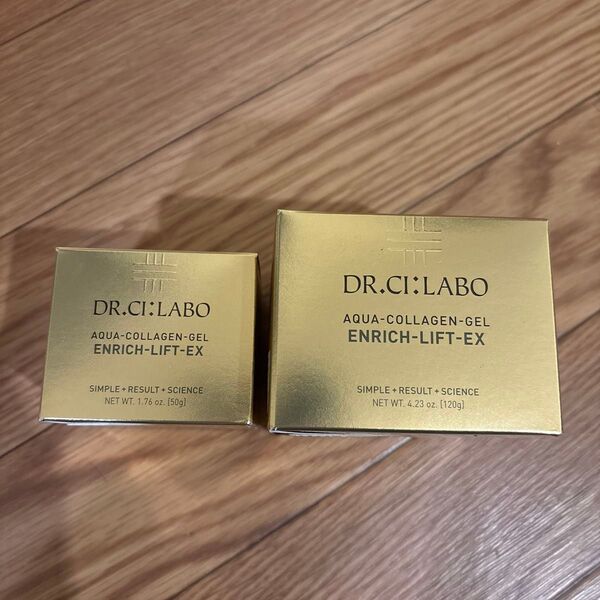 DR.CI:LABO
AQUA-COLLAGEN-GEL
ENRICH-LIFT-EX
SIMPLE+RESULT+SCIENCE
NET WT. 1.76 oz. [50g]
DR.CI:LABO
AQUA-COLLAGEN-GEL
ENRICH-LIFT-EX
SIMPLE+RESULT+SCIENCE
NET WT. 4.23 oz. [120g]